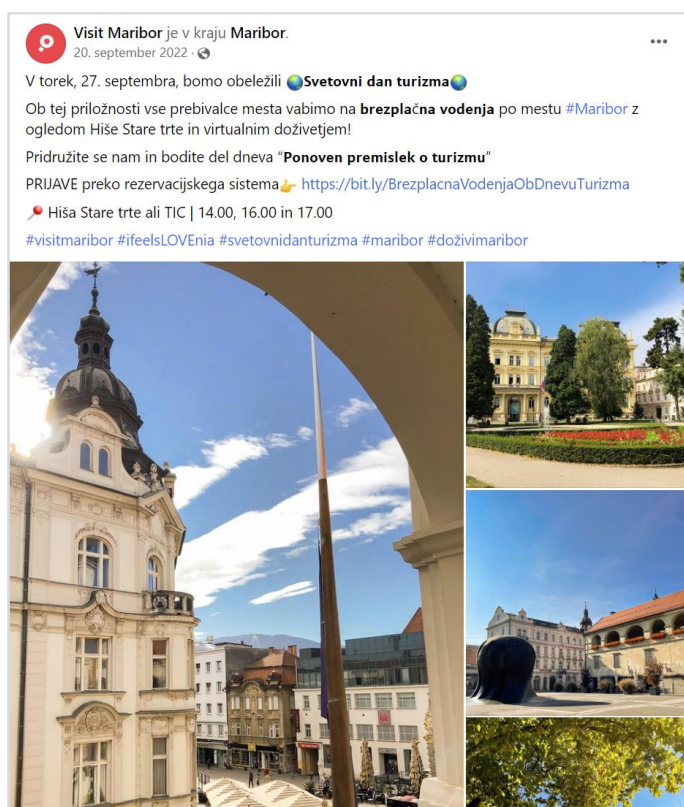 Visit Maribor je v kraju Maribor.
20. september 2022 ·
V torek, 27. septembra, bomo obeležili 🌍Svetovni dan turizma🌍
Ob tej priložnosti vse prebivalce mesta vabimo na brezplačna vodenja po mestu #Maribor z
ogledom Hiše Stare trte in virtualnim doživetjem!
Pridružite se nam in bodite del dneva “Ponoven premislek o turizmu”
PRIJAVE preko rezervacijskega sistema👉 https://bit.ly/BrezplacnaVodenjaObDnevuTurizma
📍 Hiša Stare trte ali TIC | 14.00, 16.00 in 17.00
#visitmaribor #ifeelsLOVEnia #svetovnidanturizma #maribor #doživimaribor